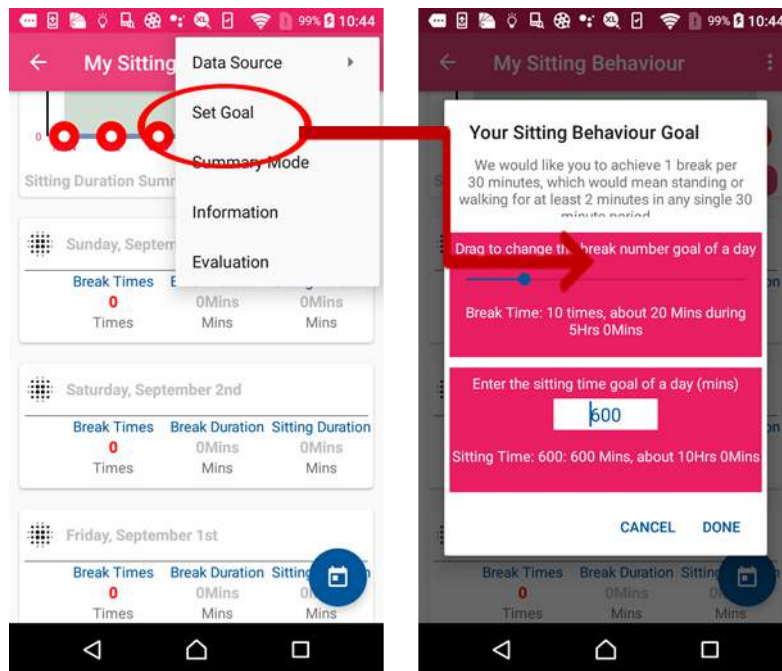 99% 10:44
My Sitting
Data Source
Set Goal
Summary Mode
Information
Evaluation
0
Sitting Duration Sum
Sunday, Septem
Break Times
0 0Mins 0Mins
Times Mins Mins
Saturday, September 2nd
Break Times Break Duration Sitting Duration
0 0Mins 0Mins
Times Mins Mins
Friday, September 1st
Break Times Break Duration Sitting
0 0Mins
Times Mins Mins
99% 10:44
My Sitting Behaviour
Your Sitting Behaviour Goal
We would like you to achieve 1 break per
30 minutes, which would mean standing or
walking for at least 2 minutes in any single 30
minute period
Drag to change the break number goal of a day
Break Time: 10 times, about 20 Mins during
5Hrs 0Mins
Enter the sitting time goal of a day (mins)
600
Sitting Time: 600: 600 Mins, about 10Hrs 0Mins
CANCEL DONE
Break Times Break Duration Sitting
0 0Mins
Times Mins Mins